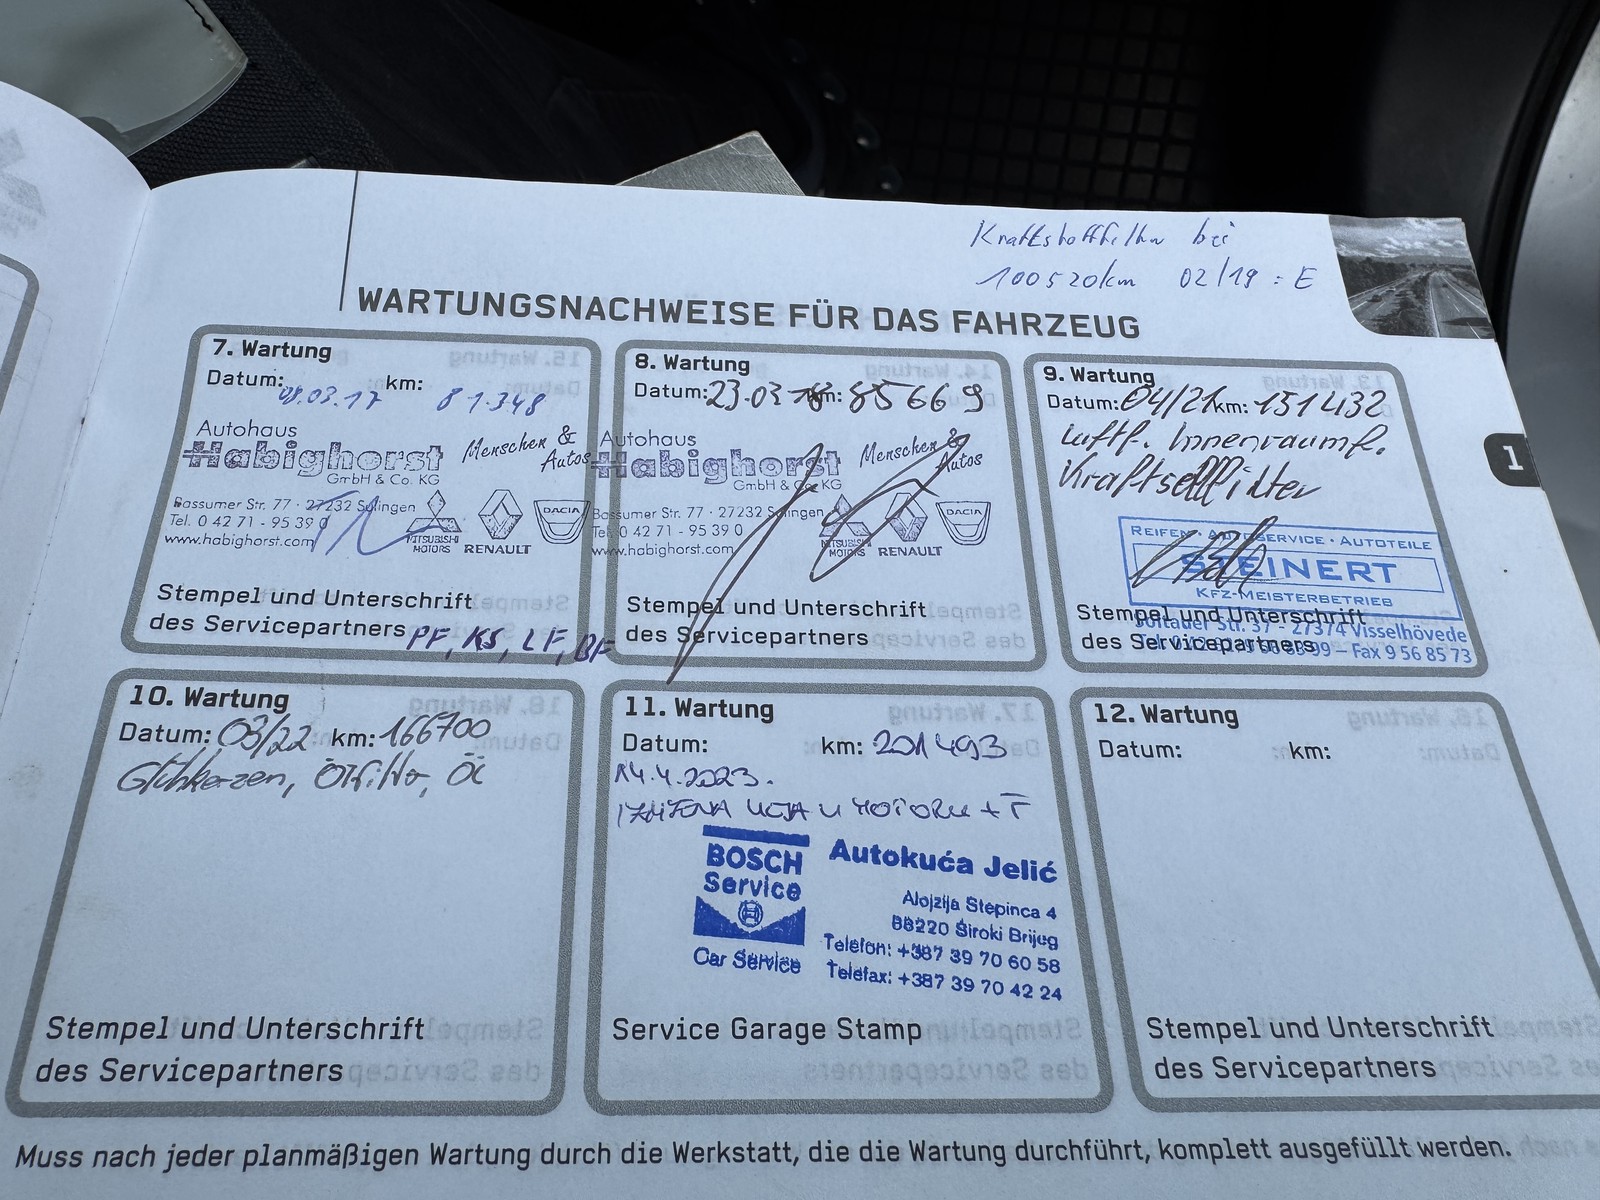 Kraftstofffilter bei
100520km 02/19 : E
WARTUNGSNACHWEISE FÜR DAS FAHRZEUG
7. Wartung
Datum: 08.03.17 km: 81.348
Autohaus
Habighorst
GmbH & Co. KG
Menschen &
Autos
Bassumer Str. 77 · 27232 Sulingen
Tel. 0 42 71 - 95 39 0
www.habighorst.com
MITSUBISHI
MOTORS
RENAULT
DACIA
Stempel und Unterschrift
des Servicepartners
PF, KS, LF, BF
8. Wartung
Datum: 23.03.18 km: 85669
Autohaus
Habighorst
GmbH & Co. KG
Menschen &
Autos
Bassumer Str. 77 · 27232 Sulingen
Tel. 0 42 71 - 95 39 0
www.habighorst.com
MITSUBISHI
MOTORS
RENAULT
DACIA
Stempel und Unterschrift
des Servicepartners
9. Wartung
Datum: 04/21 km: 151432
Luftf. Innenraumf.
Kraftstofffilter
REIFEN · AUTOSERVICE · AUTOTEILE
STEINERT
KFZ-MEISTERBETRIEB
Str. 37 - 27374 Visselhövede
Fax 9 56 85 73
Stempel und Unterschrift
des Servicepartners
1
10. Wartung
Datum: 03/22 km: 166700
Glühkerzen, Ölfilter, Öl
Stempel und Unterschrift
des Servicepartners
11. Wartung
Datum: km: 201493
14.4.2023.
IZMJENA ULJA U MOTORU + F
BOSCH
Service
Car Service
Autokuća Jelić
Alojzija Stepinca 4
88220 Široki Brijeg
Telefon: +387 39 70 60 58
Telefax: +387 39 70 42 24
Service Garage Stamp
12. Wartung
Datum: km:
Stempel und Unterschrift
des Servicepartners
Muss nach jeder planmäßigen Wartung durch die Werkstatt, die die Wartung durchführt, komplett ausgefüllt werden.